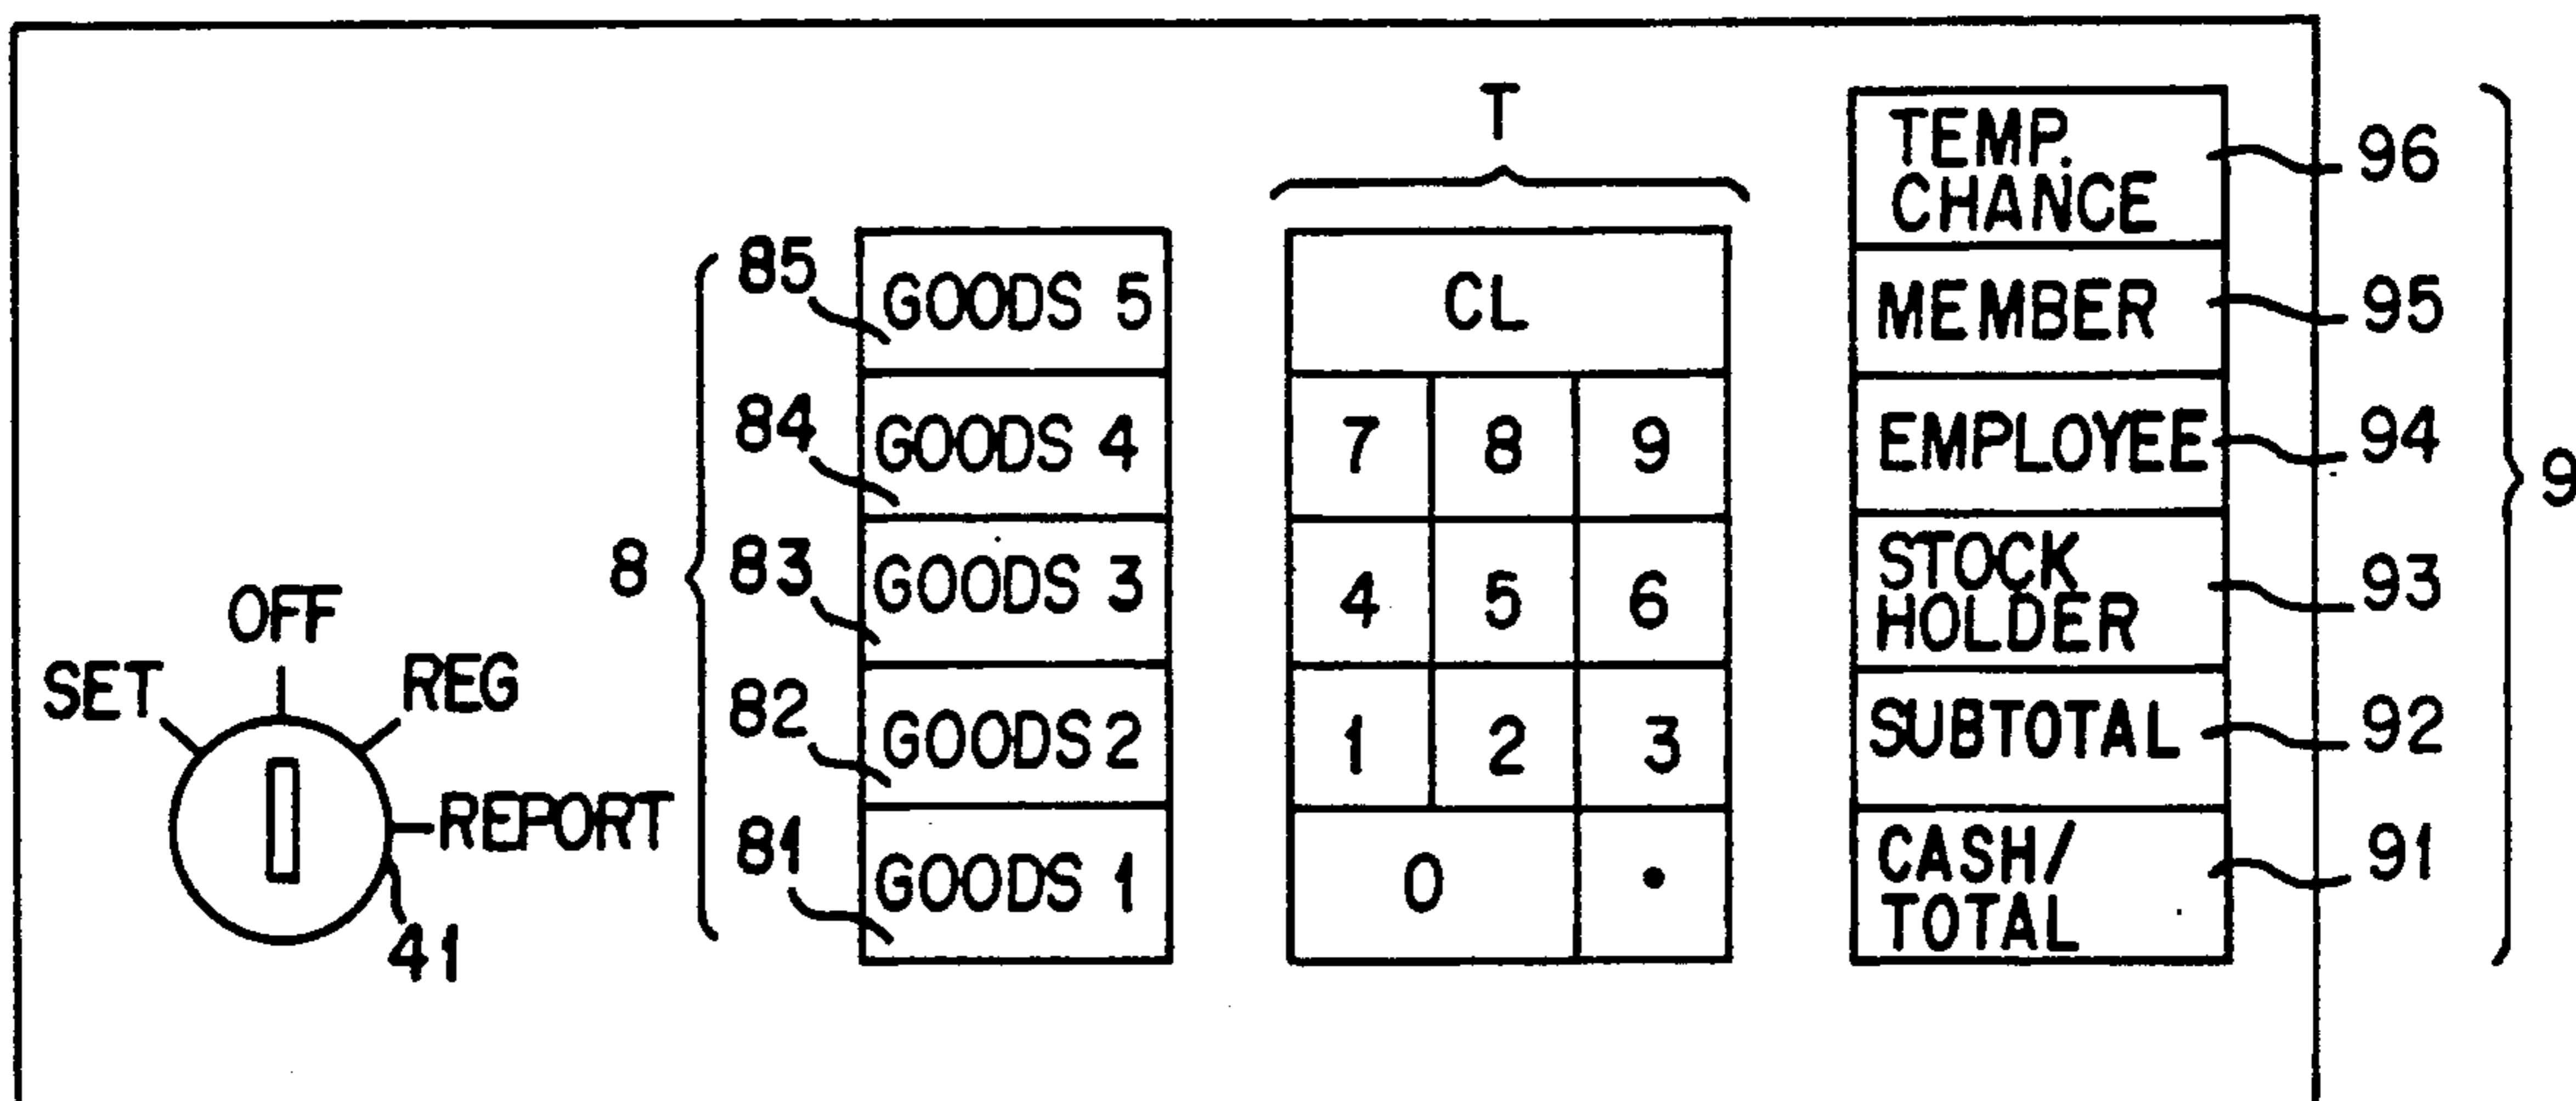 T
TEMP.
CHANCE
96
85
GOODS 5
CL
MEMBER
95
84
GOODS 4
7 8 9
EMPLOYEE
94
9
8
83
GOODS 3
4 5 6
STOCK
HOLDER
93
OFF
SET
REG
82
GOODS 2
1 2 3
SUBTOTAL
92
REPORT
81
GOODS 1
0 •
CASH/
TOTAL
91
41